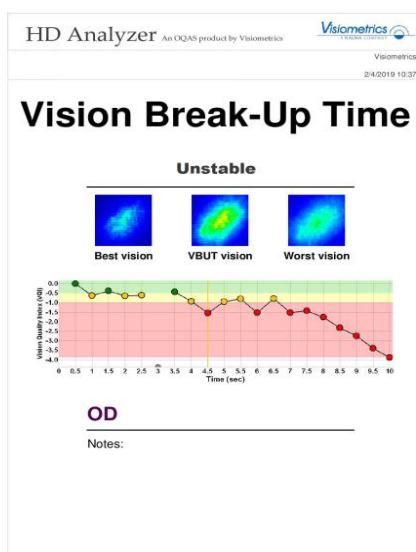 HD Analyzer An OQAS product by Visiometrics
Visiometrics
A HALMA COMPANY
Visiometrics
2/4/2019 10:37
Vision Break-Up Time
Unstable
Best vision VBUT vision Worst vision
Vision Quality Index (VQI)
0.0
-0.5
-1.0
-1.5
-2.0
-2.5
-3.0
-3.5
-4.0
0 0.5 1 1.5 2 2.5 3 3.5 4 4.5 5 5.5 6 6.5 7 7.5 8 8.5 9 9.5 10
Time (sec)
OD
Notes: